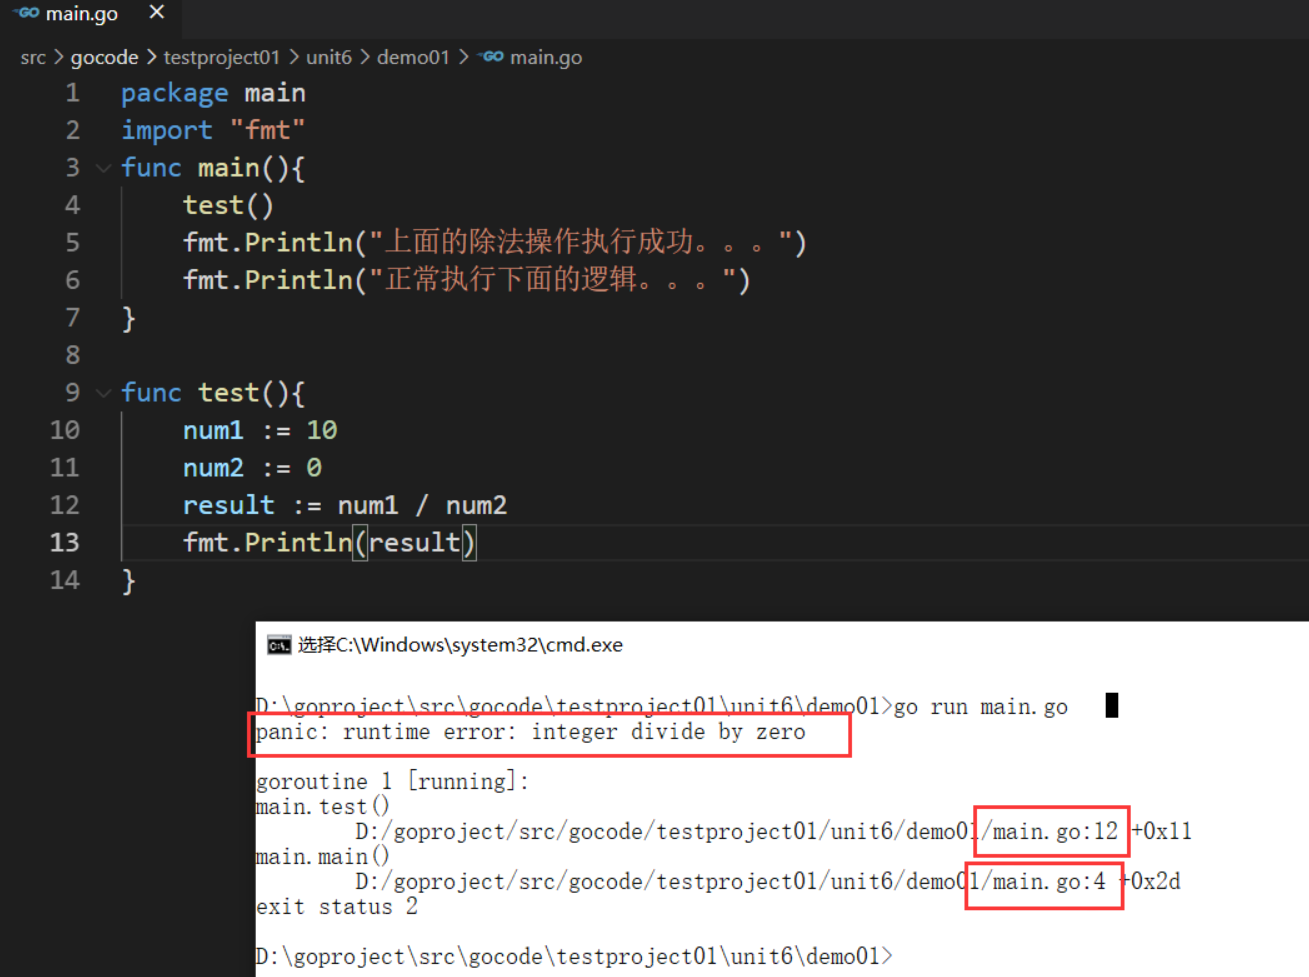 GO main.go ×
src > gocode > testproject01 > unit6 > demo01 > GO main.go
1 package main
2 import "fmt"
3 func main(){
4 test()
5 fmt.Println("上面的除法操作执行成功。。。")
6 fmt.Println("正常执行下面的逻辑。。。")
7 }
8
9 func test(){
10 num1 := 10
11 num2 := 0
12 result := num1 / num2
13 fmt.Println(result)
14 }
选择C:\Windows\system32\cmd.exe
D:\goproject\src\gocode\testproject01\unit6\demo01>go run main.go
panic: runtime error: integer divide by zero
goroutine 1 [running]:
main.test()
D:/goproject/src/gocode/testproject01/unit6/demo01/main.go:12 +0x11
main.main()
D:/goproject/src/gocode/testproject01/unit6/demo01/main.go:4 +0x2d
exit status 2
D:\goproject\src\gocode\testproject01\unit6\demo01>